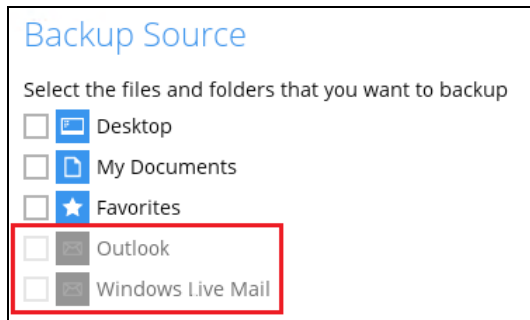 Backup Source
Select the files and folders that you want to backup
Desktop
My Documents
Favorites
Outlook
Windows Live Mail